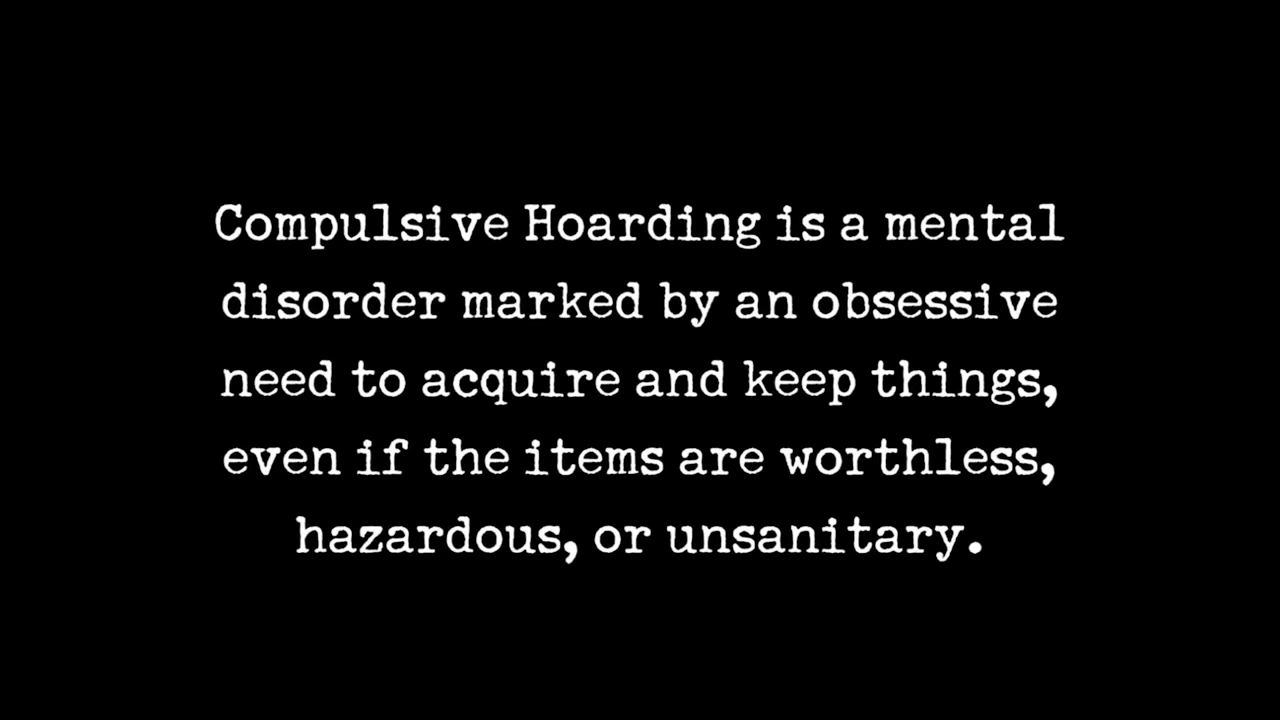 Compulsive Hoarding is a mental
disorder marked by an obsessive
need to acquire and keep things,
even if the items are worthless,
hazardous, or unsanitary.